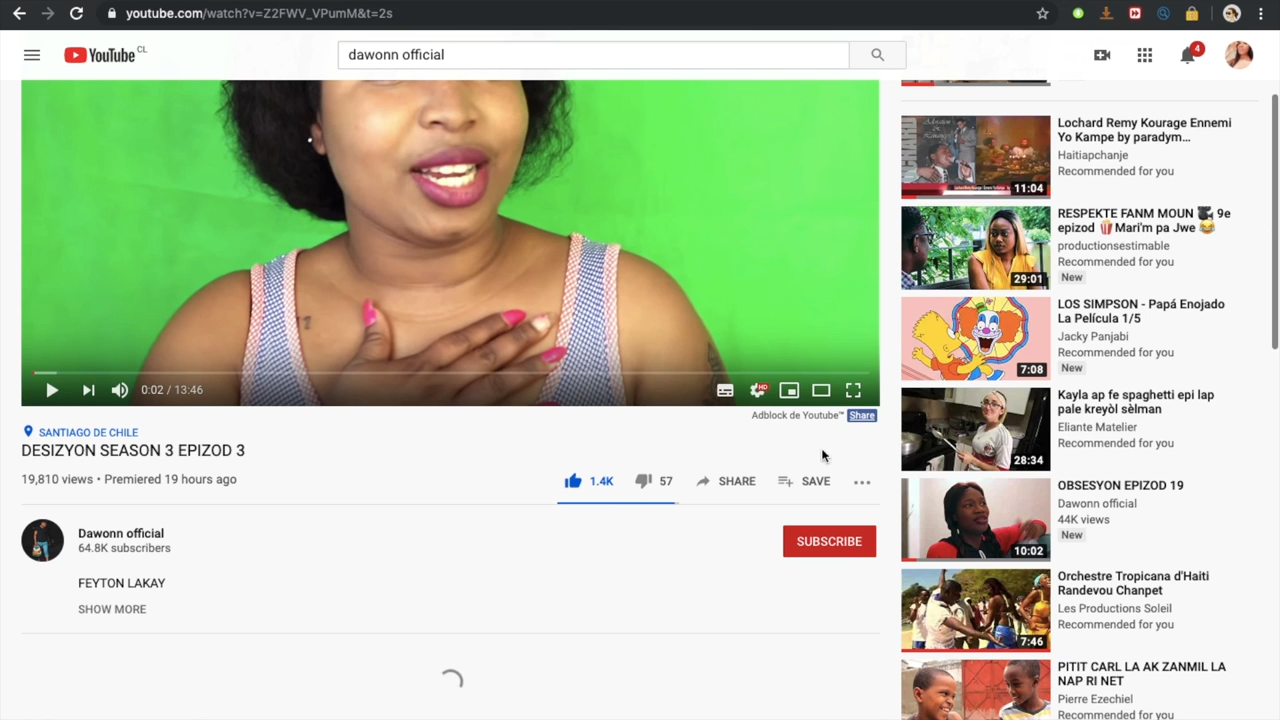 youtube.com/watch?v=Z2FWV_VPumM&t=2s
YouTube CL
dawonn official
4
0:02 / 13:46
HD
Adblock de Youtube™ Share
SANTIAGO DE CHILE
DESIZYON SEASON 3 EPIZOD 3
19,810 views • Premiered 19 hours ago
1.4K
57
SHARE
SAVE
Dawonn official
64.8K subscribers
SUBSCRIBE
FEYTON LAKAY
SHOW MORE
11:04
Lochard Remy Kourage Ennemi
Yo Kampe by paradym...
Haitiapchanje
Recommended for you
29:01
RESPEKTE FANM MOUN 🎥 9e
epizod 🍿Mari'm pa Jwe 😂
productionsestimable
Recommended for you
New
7:08
LOS SIMPSON - Papá Enojado
La Película 1/5
Jacky Panjabi
Recommended for you
New
28:34
Kayla ap fe spaghetti epi lap
pale kreyòl sèlman
Eliante Matelier
Recommended for you
10:02
OBSESYON EPIZOD 19
Dawonn official
44K views
New
7:46
Orchestre Tropicana d'Haiti
Randevou Chanpet
Les Productions Soleil
Recommended for you
PITIT CARL LA AK ZANMIL LA
NAP RI NET
Pierre Ezechiel
Recommended for you